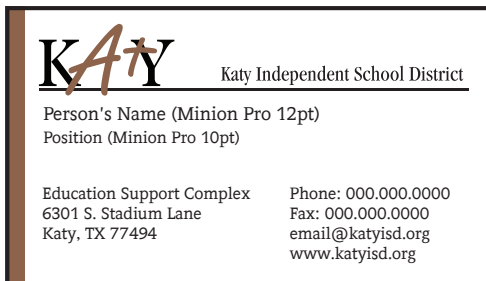 KAtY
Katy Independent School District
Person's Name (Minion Pro 12pt)
Position (Minion Pro 10pt)
Education Support Complex
6301 S. Stadium Lane
Katy, TX 77494
Phone: 000.000.0000
Fax: 000.000.0000
email@katyisd.org
www.katyisd.org